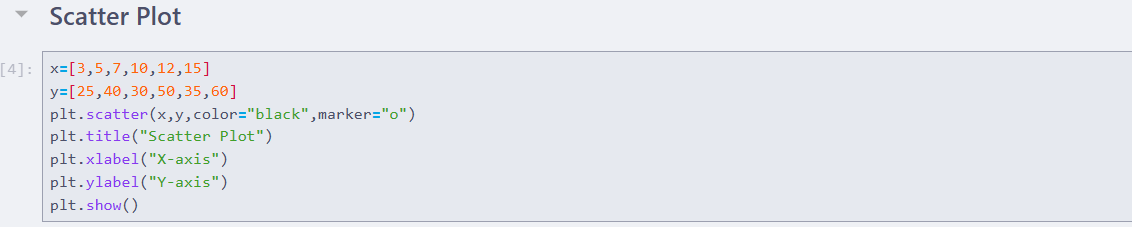 Scatter Plot
[4]:
x=[3,5,7,10,12,15]
y=[25,40,30,50,35,60]
plt.scatter(x,y,color="black",marker="o")
plt.title("Scatter Plot")
plt.xlabel("X-axis")
plt.ylabel("Y-axis")
plt.show()